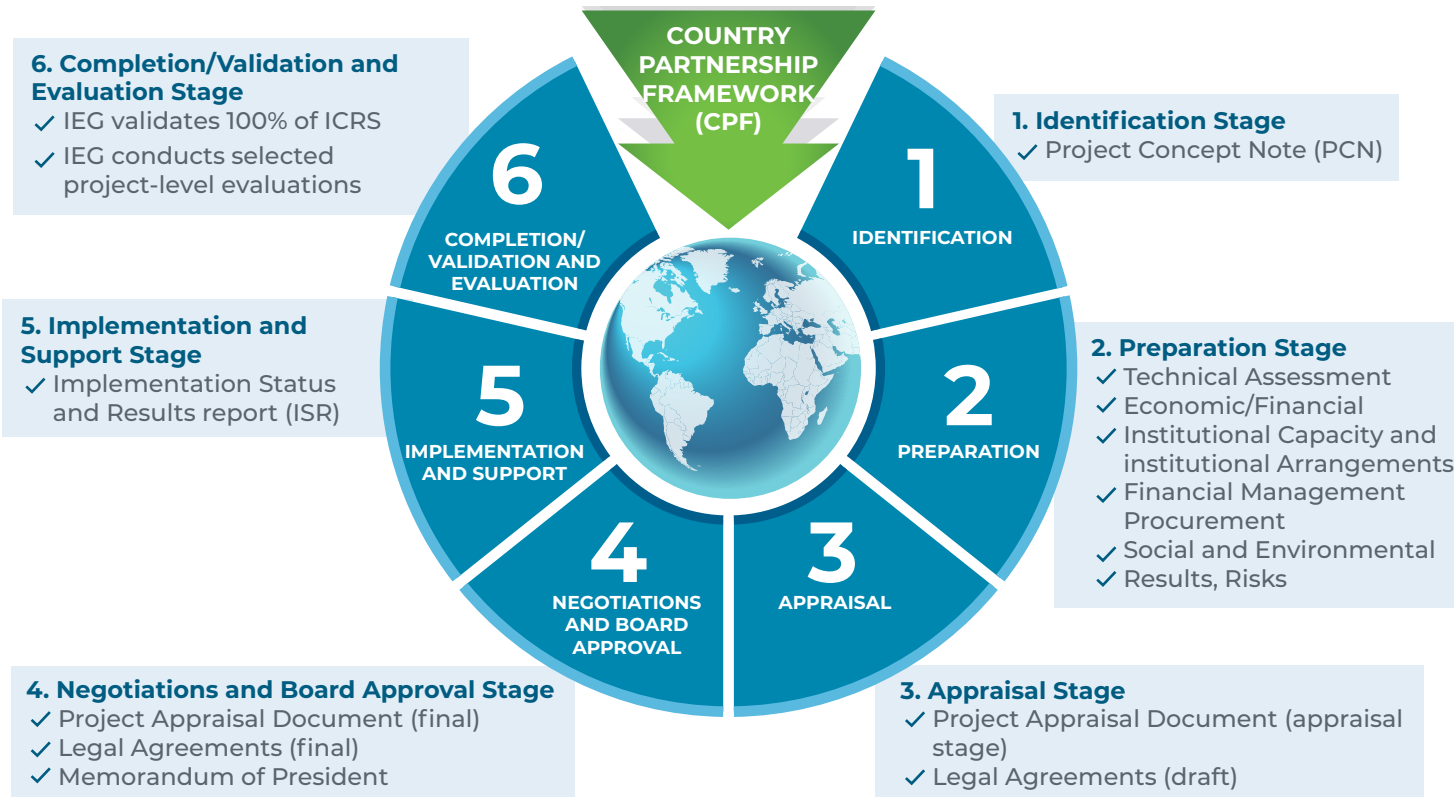 COUNTRY
PARTNERSHIP
FRAMEWORK
(CPF)
1. Identification Stage
Project Concept Note (PCN)
1
IDENTIFICATION
2. Preparation Stage
Technical Assessment
Economic/Financial
Institutional Capacity and
institutional Arrangements
Financial Management
Procurement
Social and Environmental
Results, Risks
2
PREPARATION
3
APPRAISAL
3. Appraisal Stage
Project Appraisal Document (appraisal
stage)
Legal Agreements (draft)
4
NEGOTIATIONS
AND BOARD
APPROVAL
4. Negotiations and Board Approval Stage
Project Appraisal Document (final)
Legal Agreements (final)
Memorandum of President
5. Implementation and
Support Stage
Implementation Status
and Results report (ISR)
5
IMPLEMENTATION
AND SUPPORT
6. Completion/Validation and
Evaluation Stage
IEG validates 100% of ICRS
IEG conducts selected
project-level evaluations
6
COMPLETION/
VALIDATION AND
EVALUATION